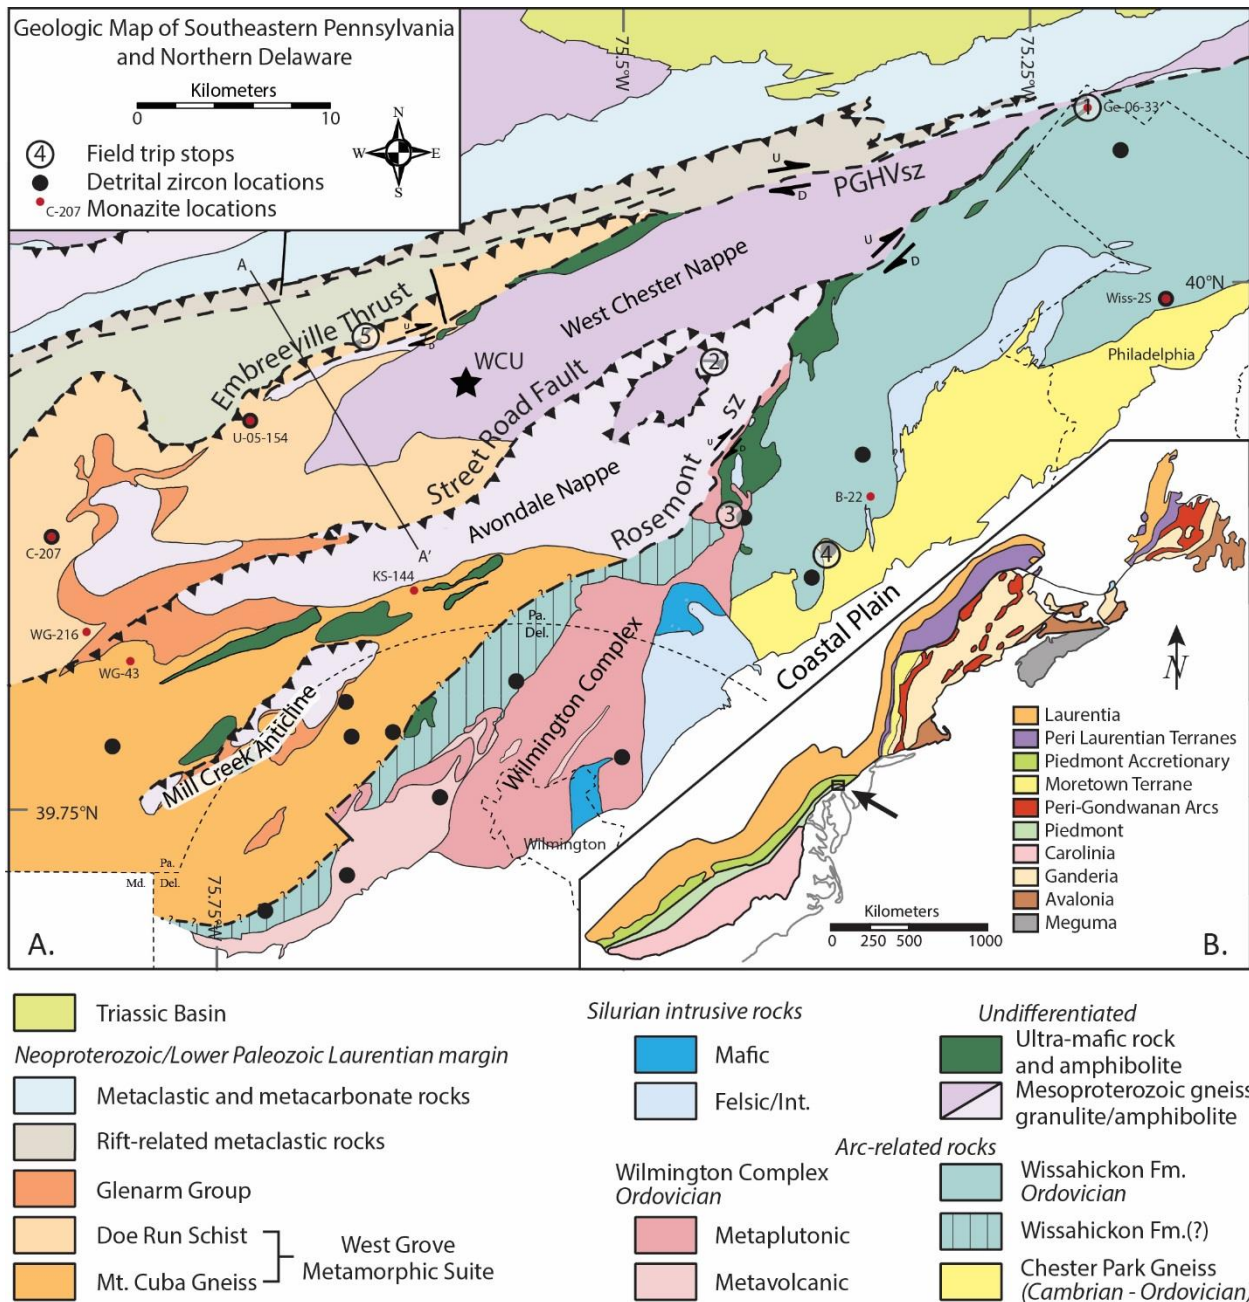 Geologic Map of Southeastern Pennsylvania
and Northern Delaware
Kilometers
0
10
N
W
E
S
4
Field trip stops
Detrital zircon locations
C-207
Monazite locations
75.5°W
75.25°W
1
Ge-06-33
U
D
PGHVsz
U
D
40°N
Wiss-2S
Philadelphia
A
Embreeville Thrust
5
U
D
West Chester Nappe
WCU
2
Street Road Fault
U-05-154
Avondale Nappe
Rosemont
sz
U
D
B-22
3
4
C-207
A'
KS-144
WG-216
WG-43
Pa.
Del.
Coastal Plain
Wilmington Complex
Mill Creek Anticline
39.75°N
Wilmington
Pa.
Md.
Del.
75.75°W
A.
N
Laurentia
Peri Laurentian Terranes
Piedmont Accretionary
Moretown Terrane
Peri-Gondwanan Arcs
Piedmont
Carolinia
Ganderia
Avalonia
Meguma
Kilometers
0 250 500 1000
B.
Triassic Basin
Neoproterozoic/Lower Paleozoic Laurentian margin
Metaclastic and metacarbonate rocks
Rift-related metaclastic rocks
Glenarm Group
Doe Run Schist
Mt. Cuba Gneiss
West Grove
Metamorphic Suite
Silurian intrusive rocks
Mafic
Felsic/Int.
Wilmington Complex
Ordovician
Metaplutonic
Metavolcanic
Undifferentiated
Ultra-mafic rock
and amphibolite
Mesoproterozoic gneiss
granulite/amphibolite
Arc-related rocks
Wissahickon Fm.
Ordovician
Wissahickon Fm.(?)
Chester Park Gneiss
(Cambrian - Ordovician)